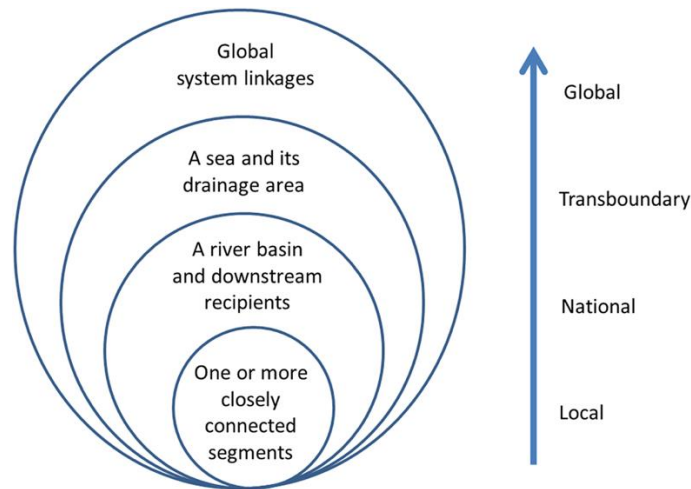 Global
system linkages
A sea and its
drainage area
A river basin
and downstream
recipients
One or more
closely
connected
segments
Global
Transboundary
National
Local